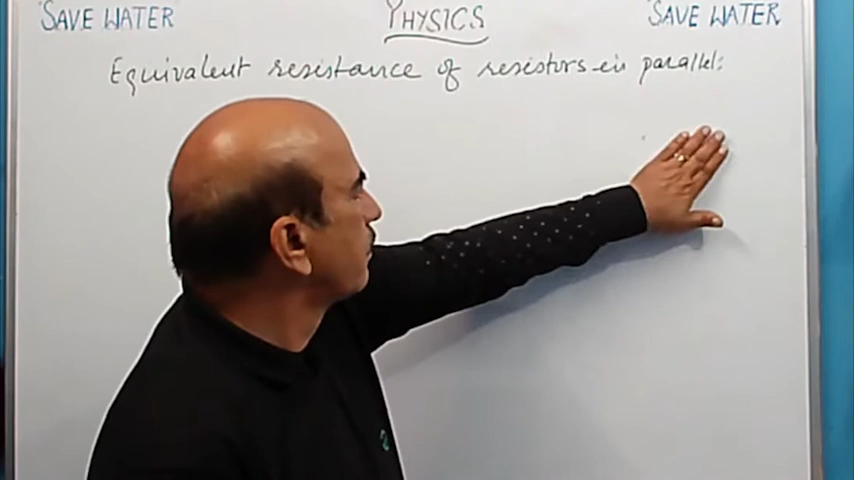 SAVE WATER PHYSICS SAVE WATER
Equivalent resistance of resistors in parallel: